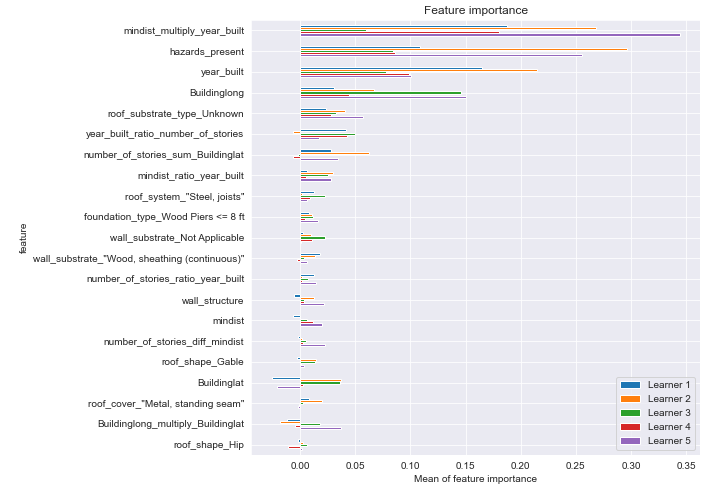 Feature importance
mindist_multiply_year_built
hazards_present
year_built
Buildinglong
roof_substrate_type_Unknown
year_built_ratio_number_of_stories
number_of_stories_sum_Buildinglat
mindist_ratio_year_built
roof_system_"Steel, joists"
foundation_type_Wood Piers <= 8 ft
wall_substrate_Not Applicable
wall_substrate_"Wood, sheathing (continuous)"
number_of_stories_ratio_year_built
wall_structure
mindist
number_of_stories_diff_mindist
roof_shape_Gable
Buildinglat
roof_cover_"Metal, standing seam"
Buildinglong_multiply_Buildinglat
roof_shape_Hip
feature
Learner 1
Learner 2
Learner 3
Learner 4
Learner 5
0.00 0.05 0.10 0.15 0.20 0.25 0.30 0.35
Mean of feature importance